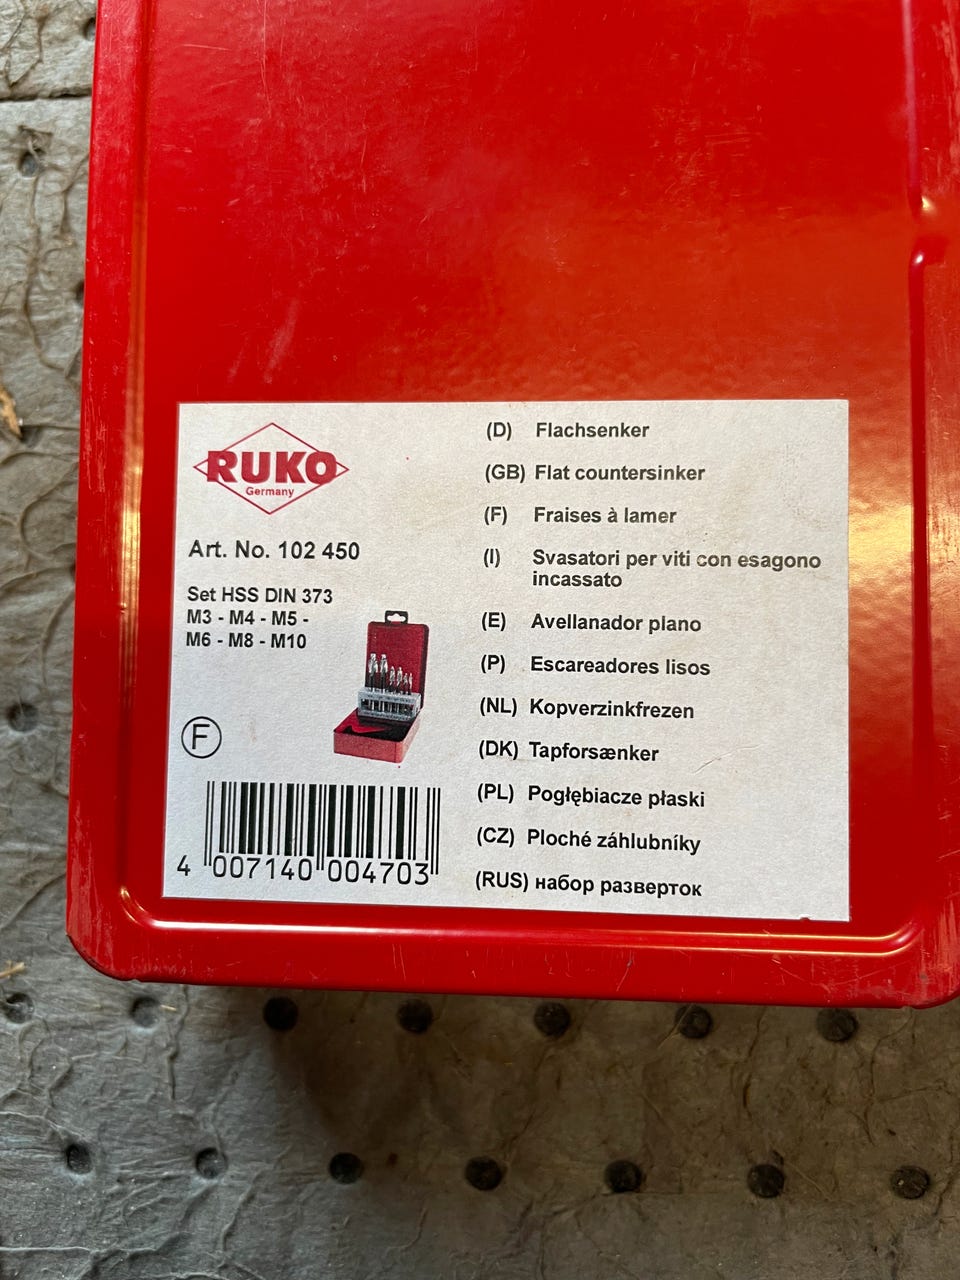 RUKO
Germany
Art. No. 102 450
Set HSS DIN 373
M3 - M4 - M5 -
M6 - M8 - M10
F
4 007140 004703
(D) Flachsenker
(GB) Flat countersinker
(F) Fraises à lamer
(I) Svasatori per viti con esagono
incassato
(E) Avellanador plano
(P) Escareadores lisos
(NL) Kopverzinkfrezen
(DK) Tapforsænker
(PL) Pogłębiacze płaski
(CZ) Ploché záhlubníky
(RUS) набор разверток